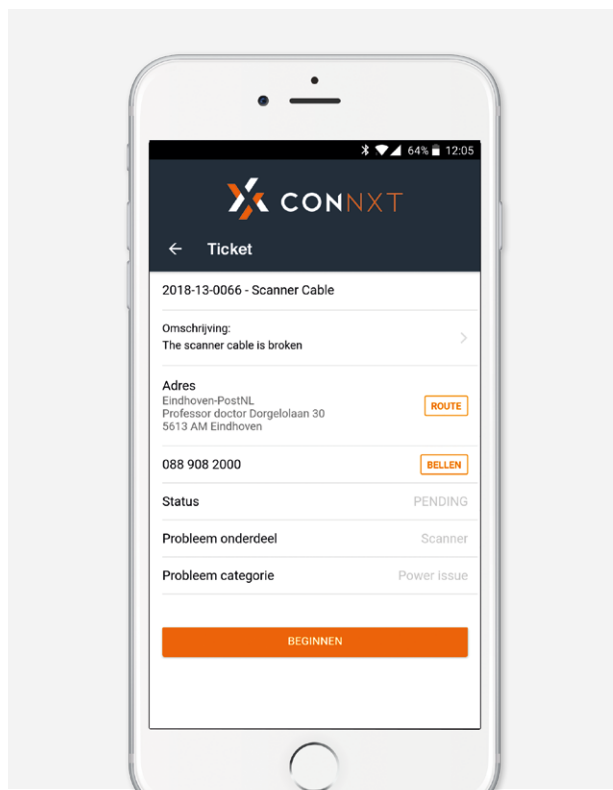 64% 12:05
CONNXT
Ticket
2018-13-0066 - Scanner Cable
Omschrijving:
The scanner cable is broken
Adres
Eindhoven-PostNL
Professor doctor Dorgelolaan 30
5613 AM Eindhoven
ROUTE
088 908 2000
BELLEN
Status
PENDING
Probleem onderdeel
Scanner
Probleem categorie
Power issue
BEGINNEN